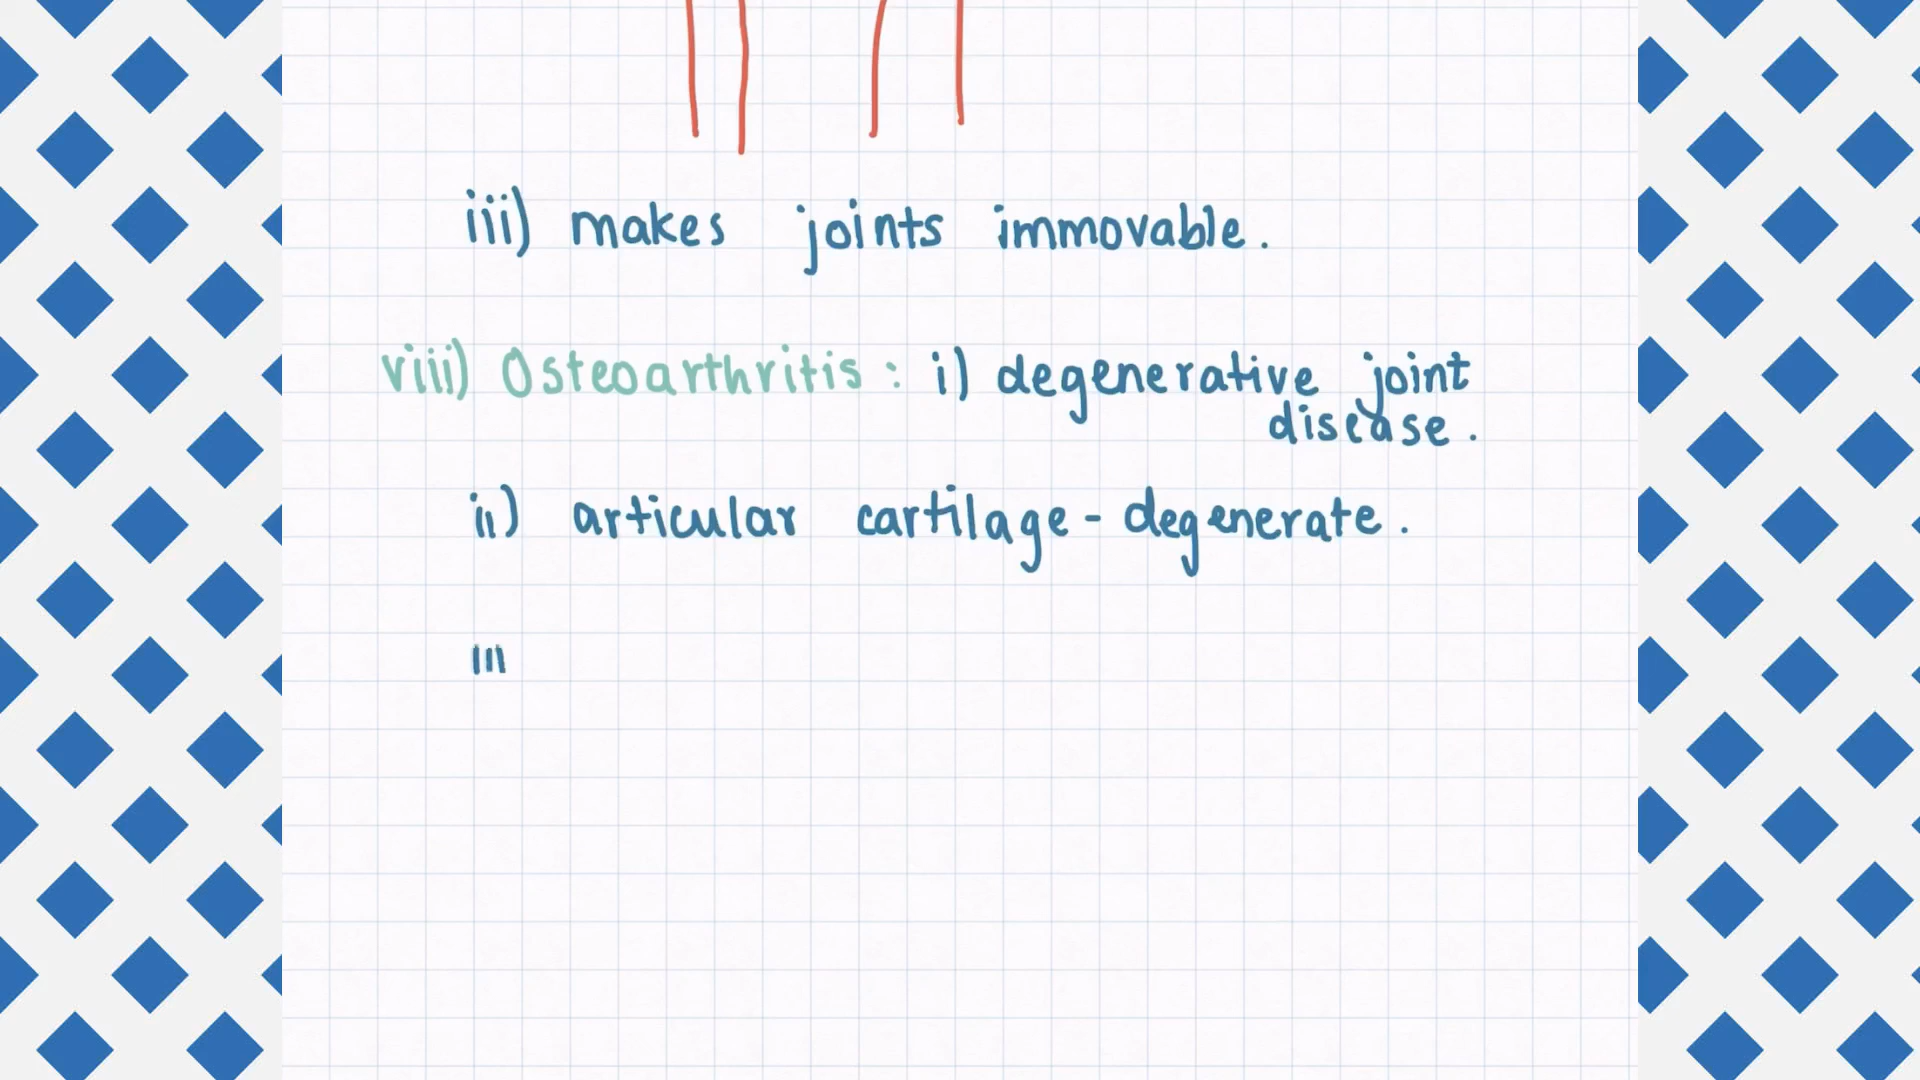 iii) makes joints immovable.
viii) Osteoarthritis: i) degenerative joint
disease.
ii) articular cartilage - degenerate.
III